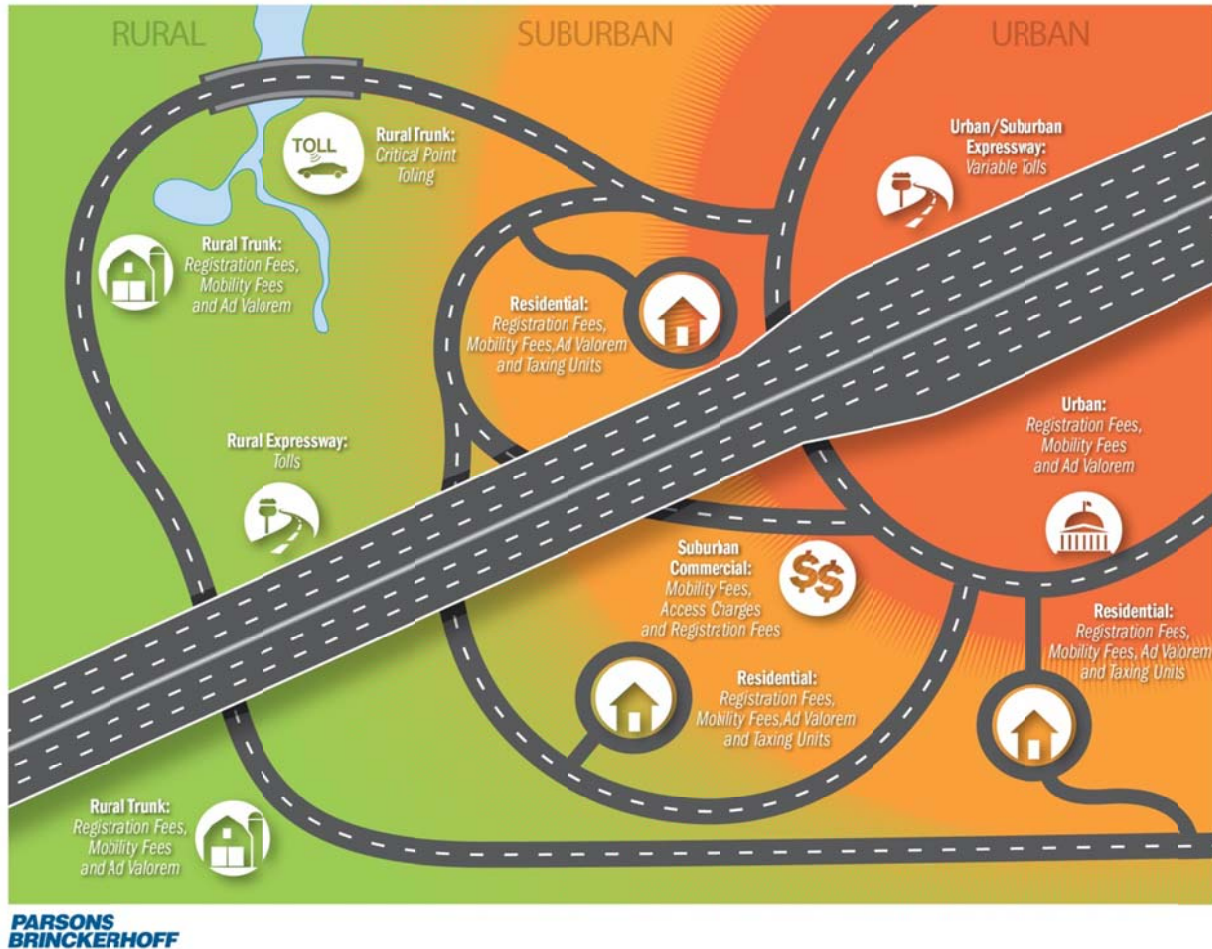 RURAL
SUBURBAN
URBAN
TOLL
Rural Trunk:
Critical Point
Toling
Urban/Suburban
Expressway:
Variable Tolls
Rural Trunk:
Registration Fees,
Mobility Fees
and Ad Valorem
Residential:
Registration Fees,
Mobility Fees, Ad Valorem
and Taxing Units
Urban:
Registration Fees,
Mobility Fees
and Ad Valorem
Rural Expressway:
Tolls
Suburban
Commercial:
Mobility Fees,
Access Charges
and Registration Fees
$$
Residential:
Registration Fees,
Mobility Fees, Ad Valorem
and Taxing Units
Residential:
Registration Fees,
Mobility Fees, Ad Valorem
and Taxing Units
Rural Trunk:
Registration Fees,
Mobility Fees
and Ad Valorem
PARSONS
BRINCKERHOFF